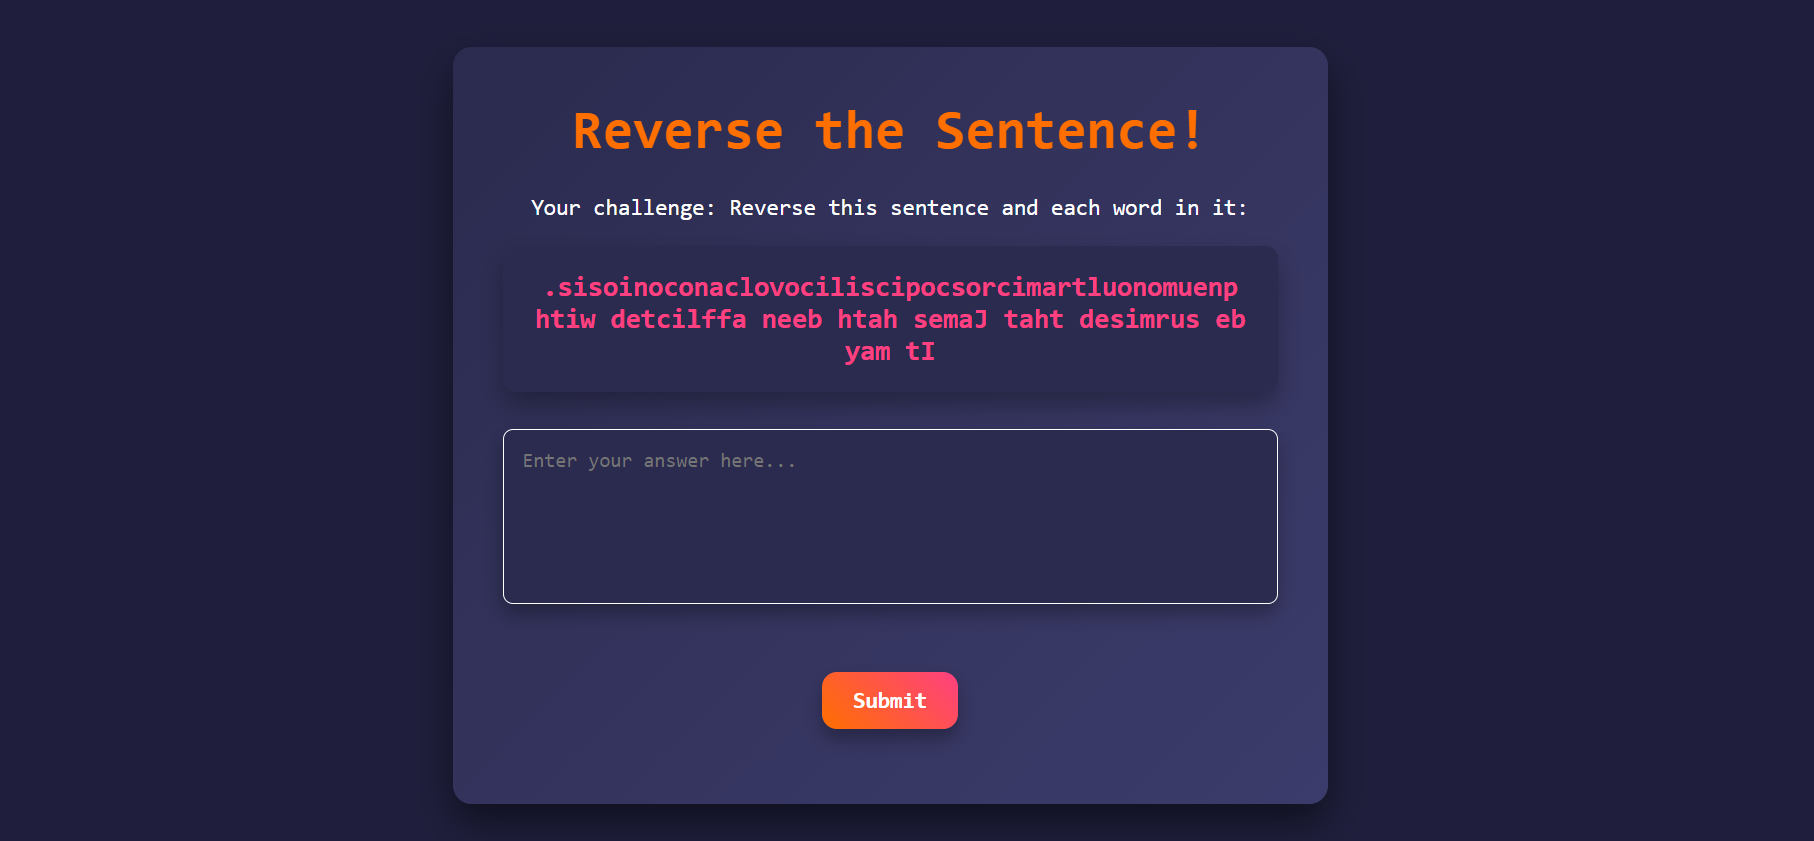 Reverse the Sentence!
Your challenge: Reverse this sentence and each word in it:
.sisoinoconaclovociliscipocsorcimartluonomuenp
htiw detcilffa neeb htah semaJ taht desimrus eb
yam tI
Enter your answer here...
Submit